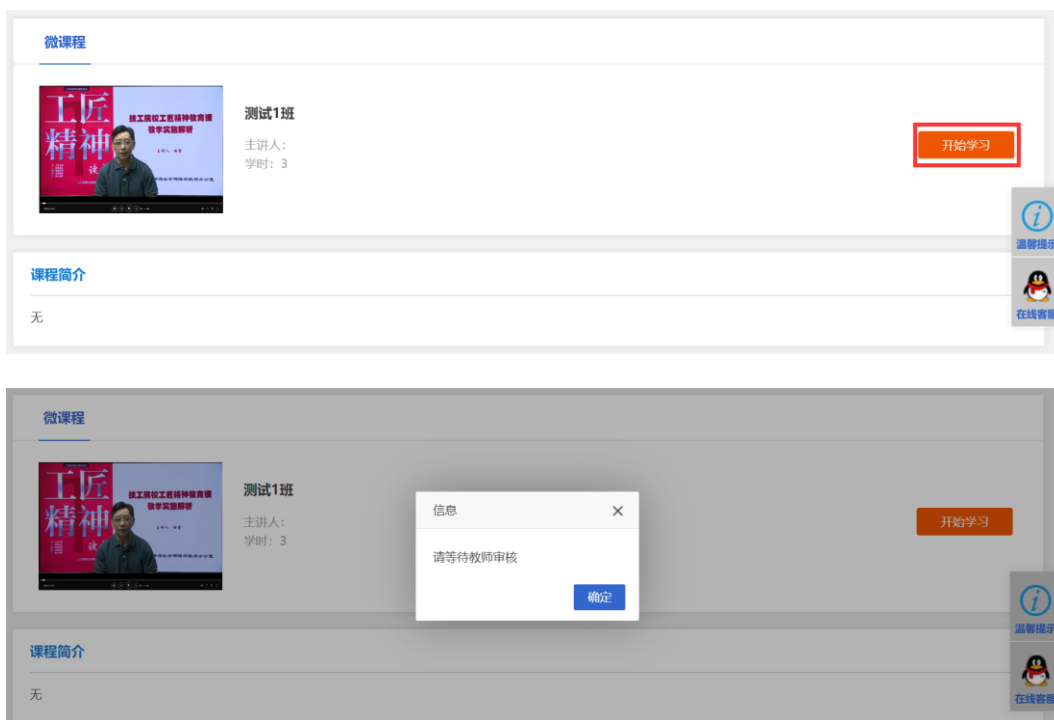 微课程
工匠
精神
技工院校工匠精神教育课
教学实施解析
测试1班
主讲人:
学时: 3
开始学习
温馨提示
课程简介
在线客服
无
微课程
工匠
精神
技工院校工匠精神教育课
教学实施解析
测试1班
主讲人:
学时: 3
信息
请等待教师审核
确定
开始学习
温馨提示
课程简介
在线客服
无